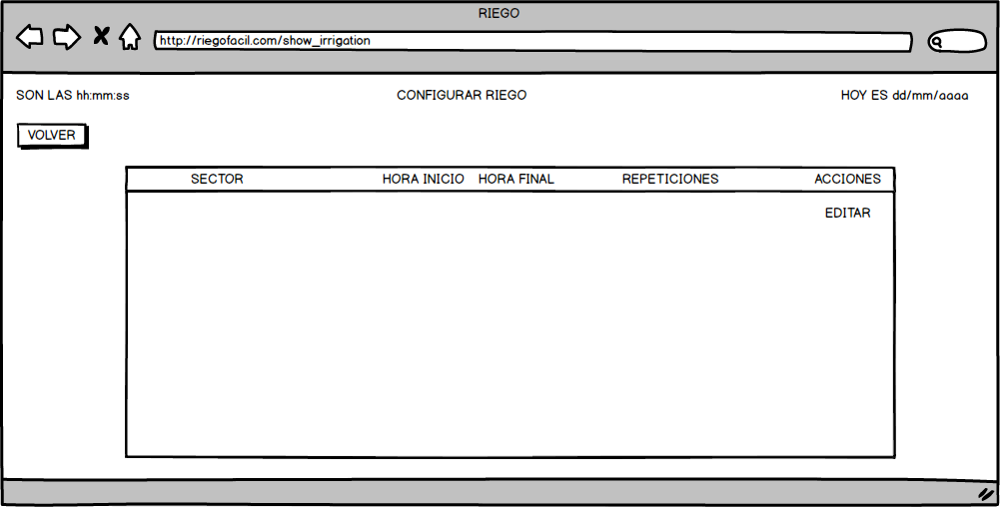 RIEGO
http://riegofacil.com/show_irrigation
SON LAS hh:mm:ss CONFIGURAR RIEGO HOY ES dd/mm/aaaa
VOLVER
SECTOR HORA INICIO HORA FINAL REPETICIONES ACCIONES
EDITAR